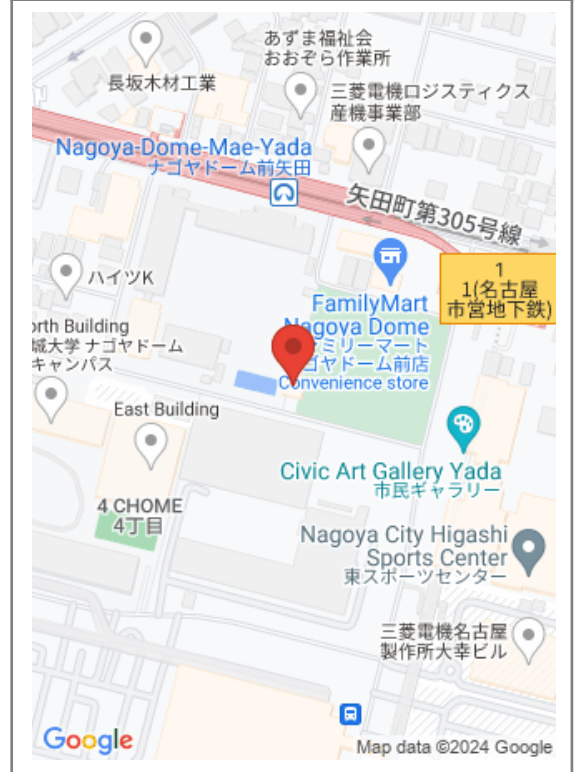 あずま福祉会
おおぞら作業所
長坂木材工業
三菱電機ロジスティクス
産機事業部
Nagoya-Dome-Mae-Yada
ナゴヤドーム前矢田
矢田町第305号線
1
1(名古屋
市営地下鉄)
ハイツK
FamilyMart
Nagoya Dome
ミリーマート
ゴヤドーム前店
Convenience store
orth Building
城大学 ナゴヤドーム
キャンパス
East Building
Civic Art Gallery Yada
市民ギャラリー
4 CHOME
4丁目
Nagoya City Higashi
Sports Center
東スポーツセンター
三菱電機名古屋
製作所大幸ビル
Google
Map data ©2024 Google